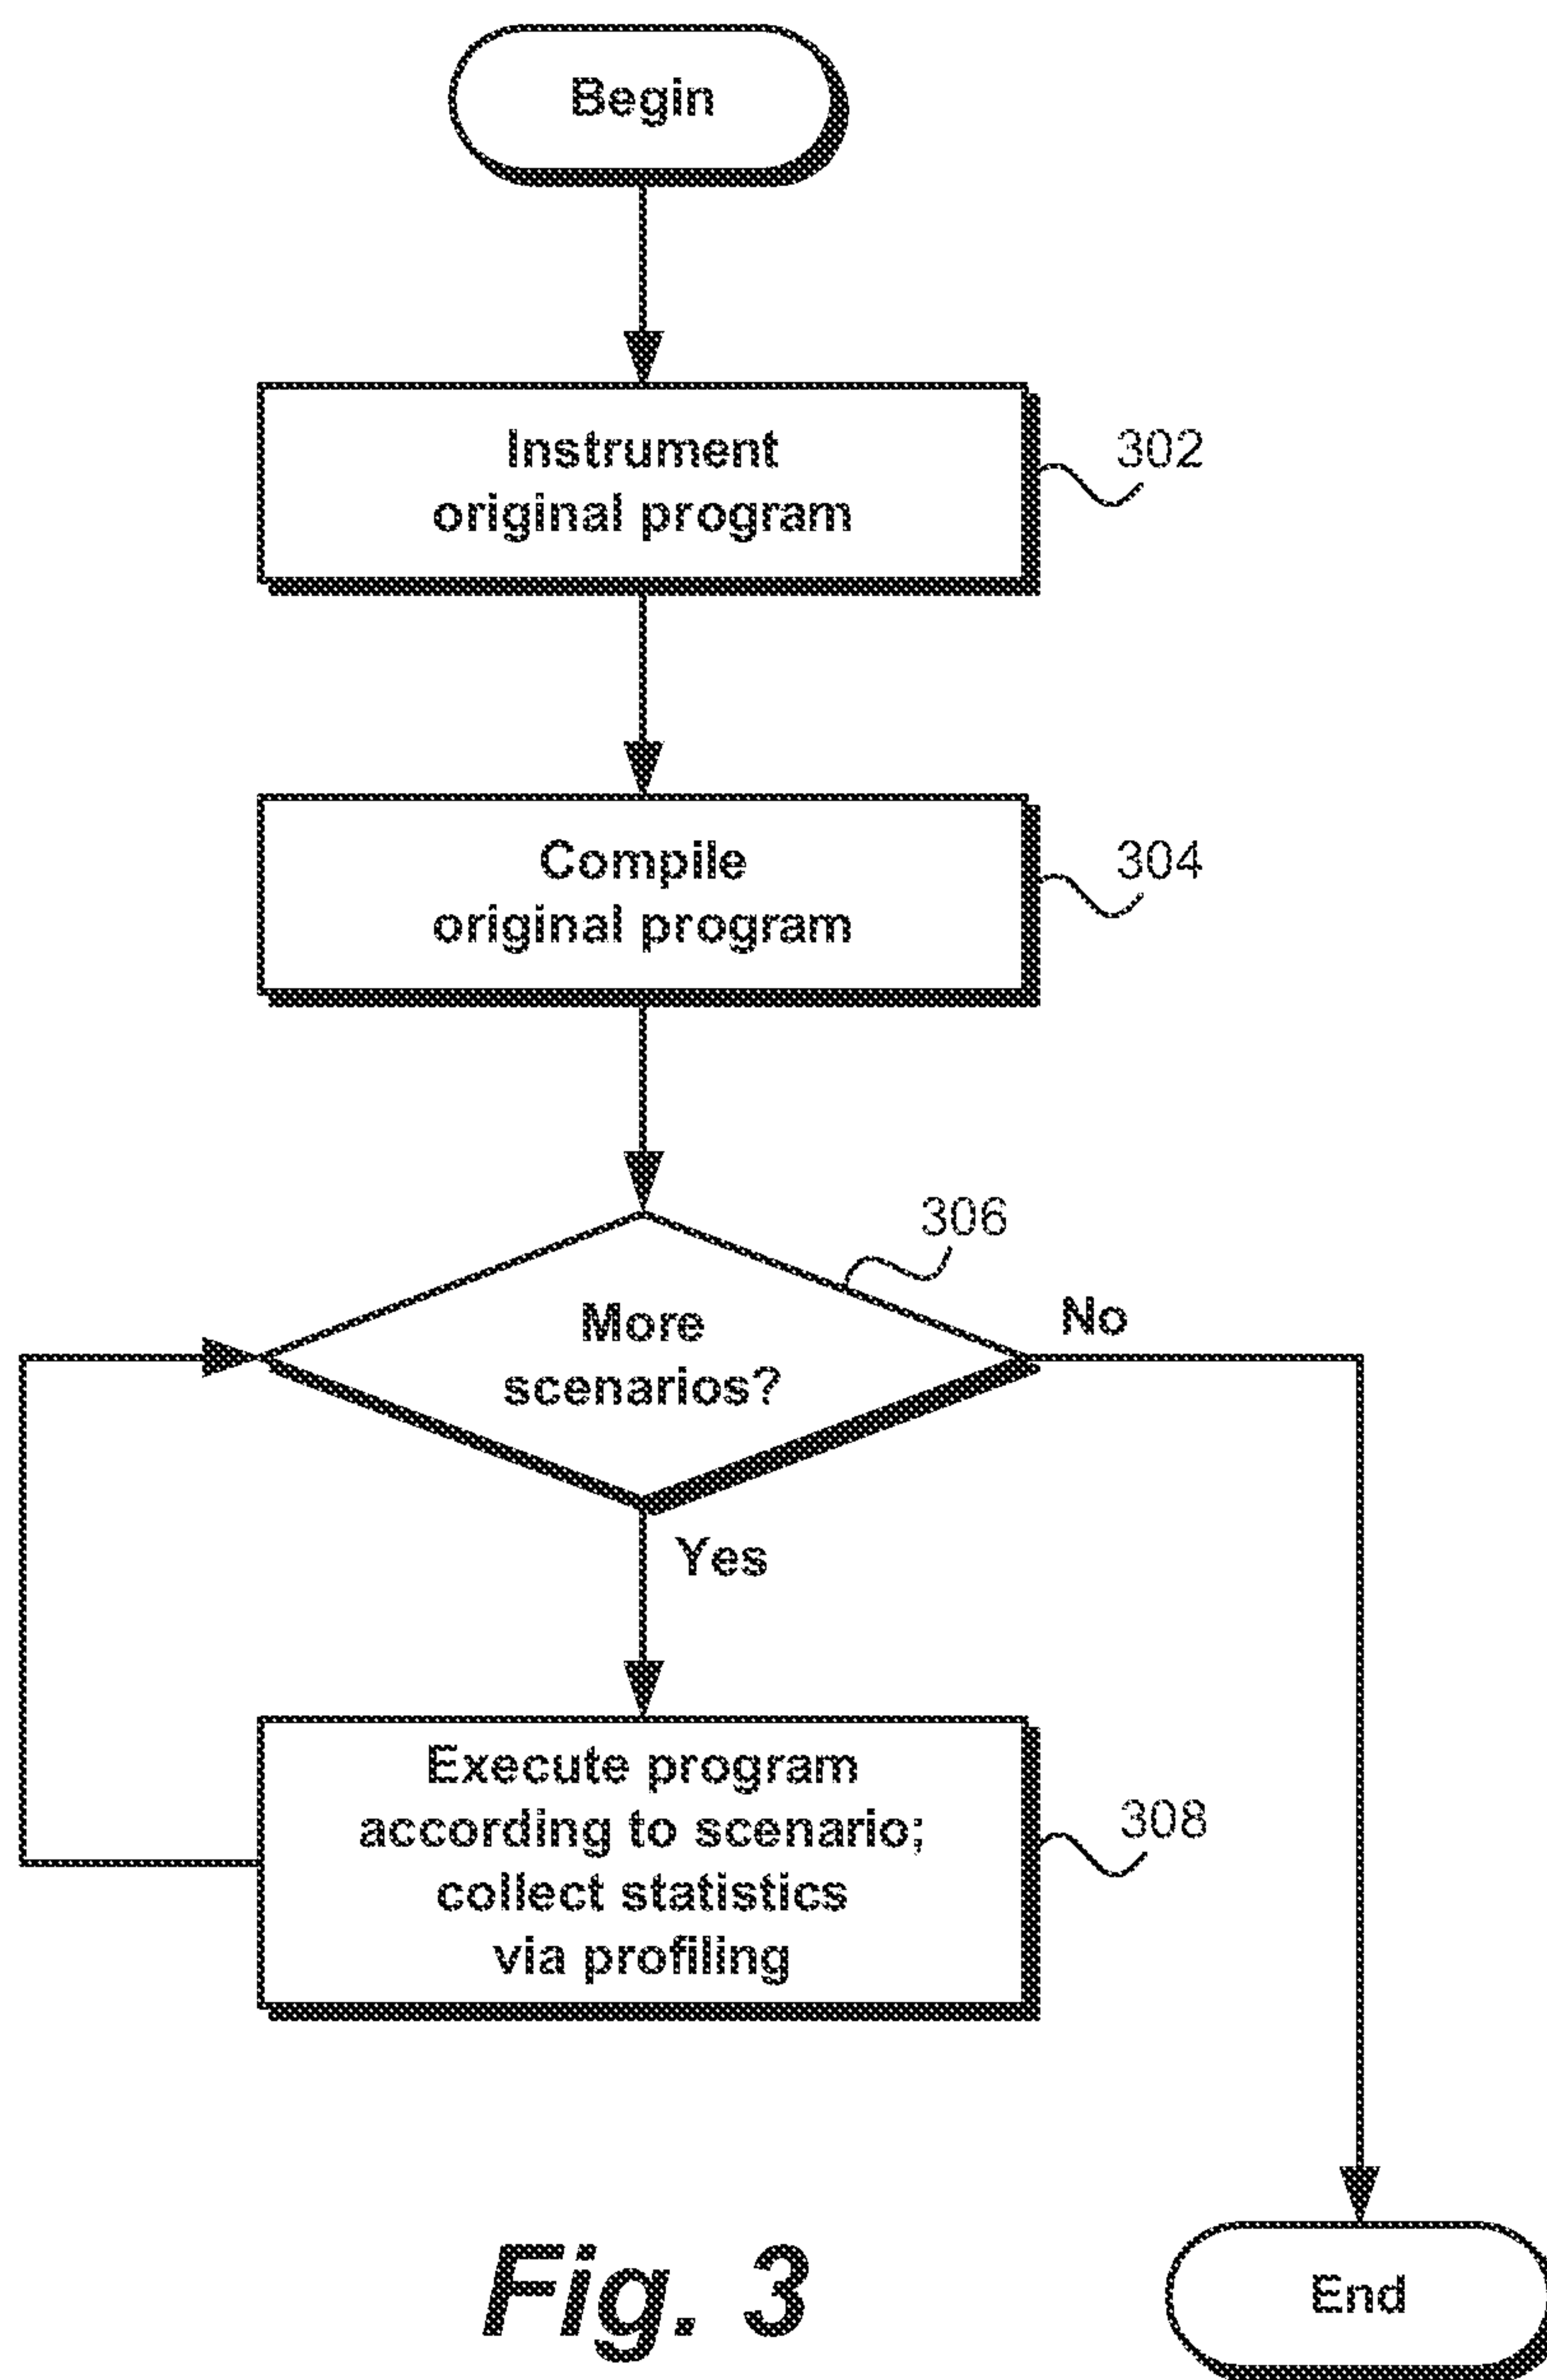 Begin
Instrument
original program
302
Compile
original program
304
306
More
scenarios?
No
Yes
Execute program
according to scenario;
collect statistics
via profiling
308
Fig. 3
End